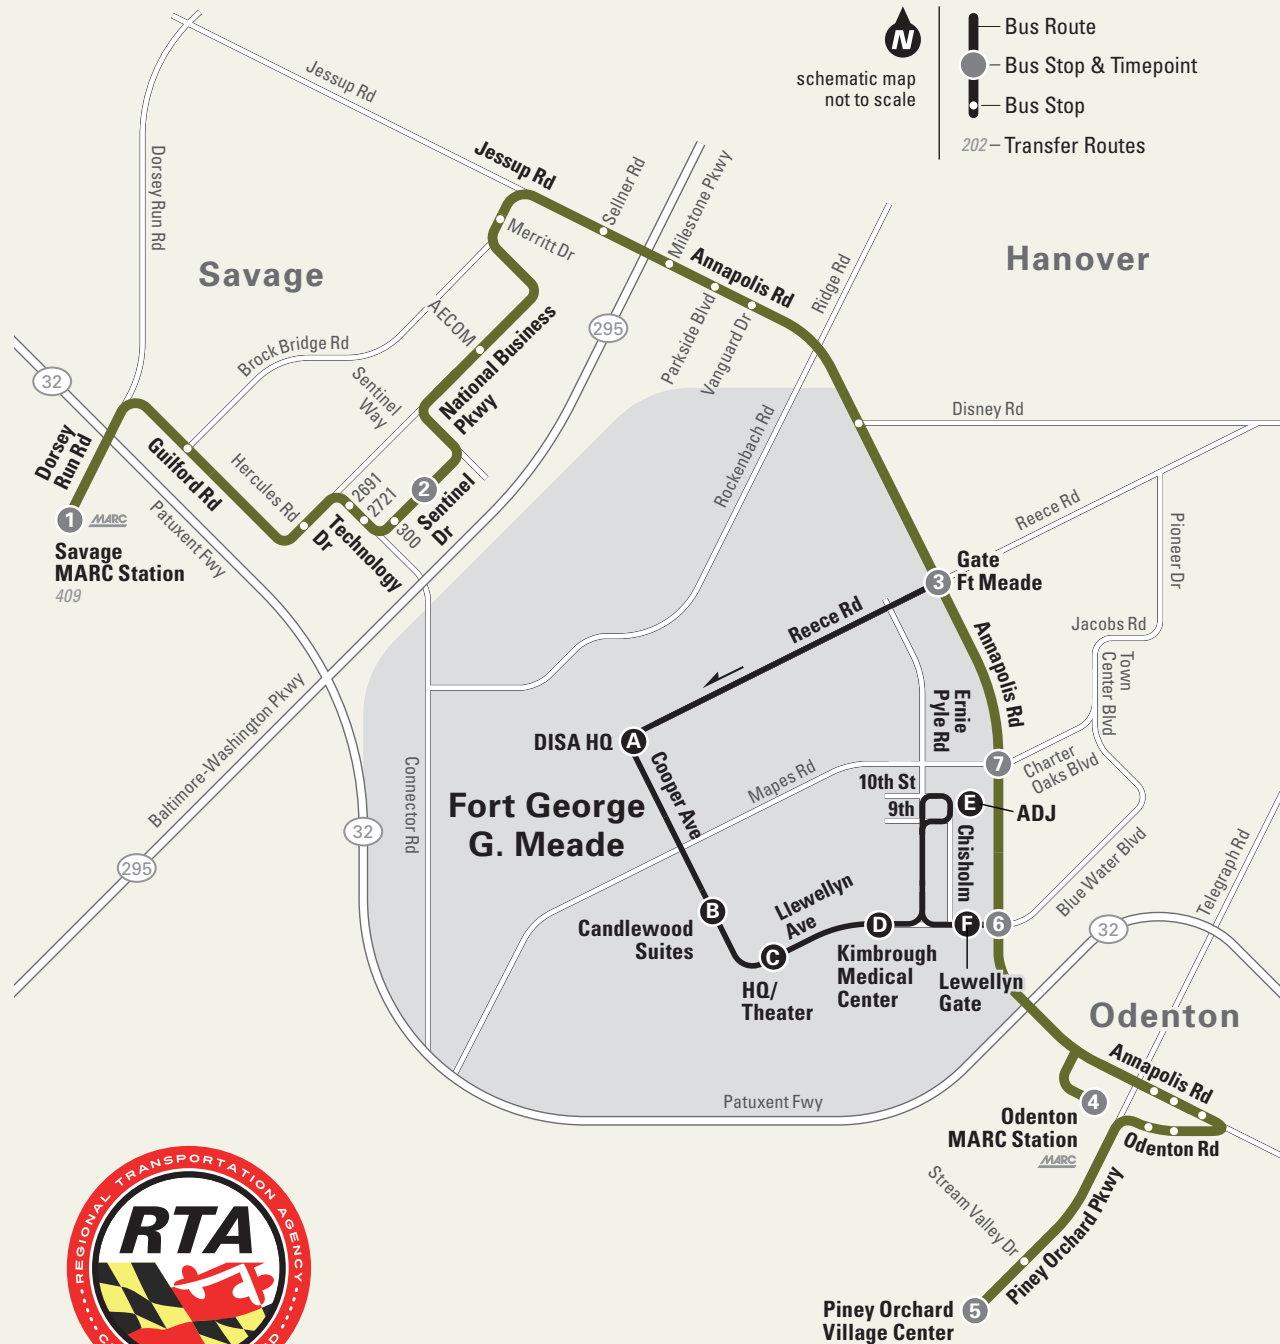 N
schematic map
not to scale
Bus Route
Bus Stop & Timepoint
Bus Stop
202 – Transfer Routes
Jessup Rd
Dorsey Run Rd
Jessup Rd
Sellner Rd
Milestone Pkwy
Merritt Dr
Annapolis Rd
Ridge Rd
Hanover
Savage
AECOM
National Business
Pkwy
295
Parkside Blvd
Vanguard Dr
Brock Bridge Rd
32
Sentinel
Way
Rockenbach Rd
Disney Rd
Dorsey
Run Rd
Guilford Rd
Hercules Rd
2691
2721
300
2
Sentinel
Dr
Technology
Dr
Reece Rd
Pioneer Dr
1
MARC
Savage
MARC Station
409
Patuxent Fwy
Gate
Ft Meade
3
Reece Rd
Annapolis Rd
Jacobs Rd
Town
Center Blvd
Ernie
Pyle Rd
DISA HQ
A
Cooper Ave
Baltimore-Washington Pkwy
Connector Rd
Mapes Rd
7
Charter
Oaks Blvd
10th St
9th
E
ADJ
Chisholm
Fort George
G. Meade
32
295
Blue Water Blvd
Telegraph Rd
B
Candlewood
Suites
Llewellyn
Ave
C
HQ/
Theater
D
Kimbrough
Medical
Center
F
6
Lewellyn
Gate
32
Odenton
Annapolis Rd
Patuxent Fwy
4
Odenton
MARC Station
MARC
Odenton Rd
Stream Valley Dr
Piney Orchard Pkwy
5
Piney Orchard
Village Center
REGIONAL TRANSPORTATION AGENCY
RTA